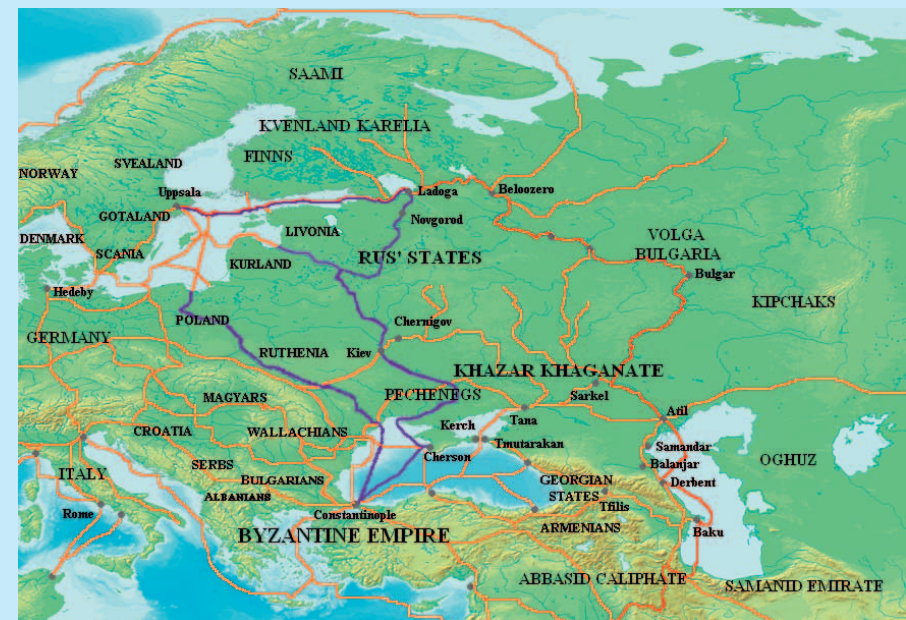 SAAMI
KVENLAND KARELIA
FINNS
SVEALAND
NORWAY
Uppsala
Ladoga
Beloozero
GOTALAND
Novgorod
LIVONIA
DENMARK
VOLGA
BULGARIA
SCANIA
KURLAND
RUS' STATES
Bulgar
Hedeby
KIPCHAKS
POLAND
Chernigov
GERMANY
RUTHENIA
Kiev
KHAZAR KHAGANATE
PECHENEGS
Sarkel
MAGYARS
Atil
Tana
Kerch
CROATIA
WALLACHIANS
Tmutarakan
Samandar
Cherson
OGHUZ
SERBS
Balanjar
ITALY
BULGARIANS
GEORGIAN
STATES
Derbent
ALBANIANS
Tfilis
Rome
Constantinople
ARMENIANS
Baku
BYZANTINE EMPIRE
ABBASID CALIPHATE
SAMANID EMIRATE